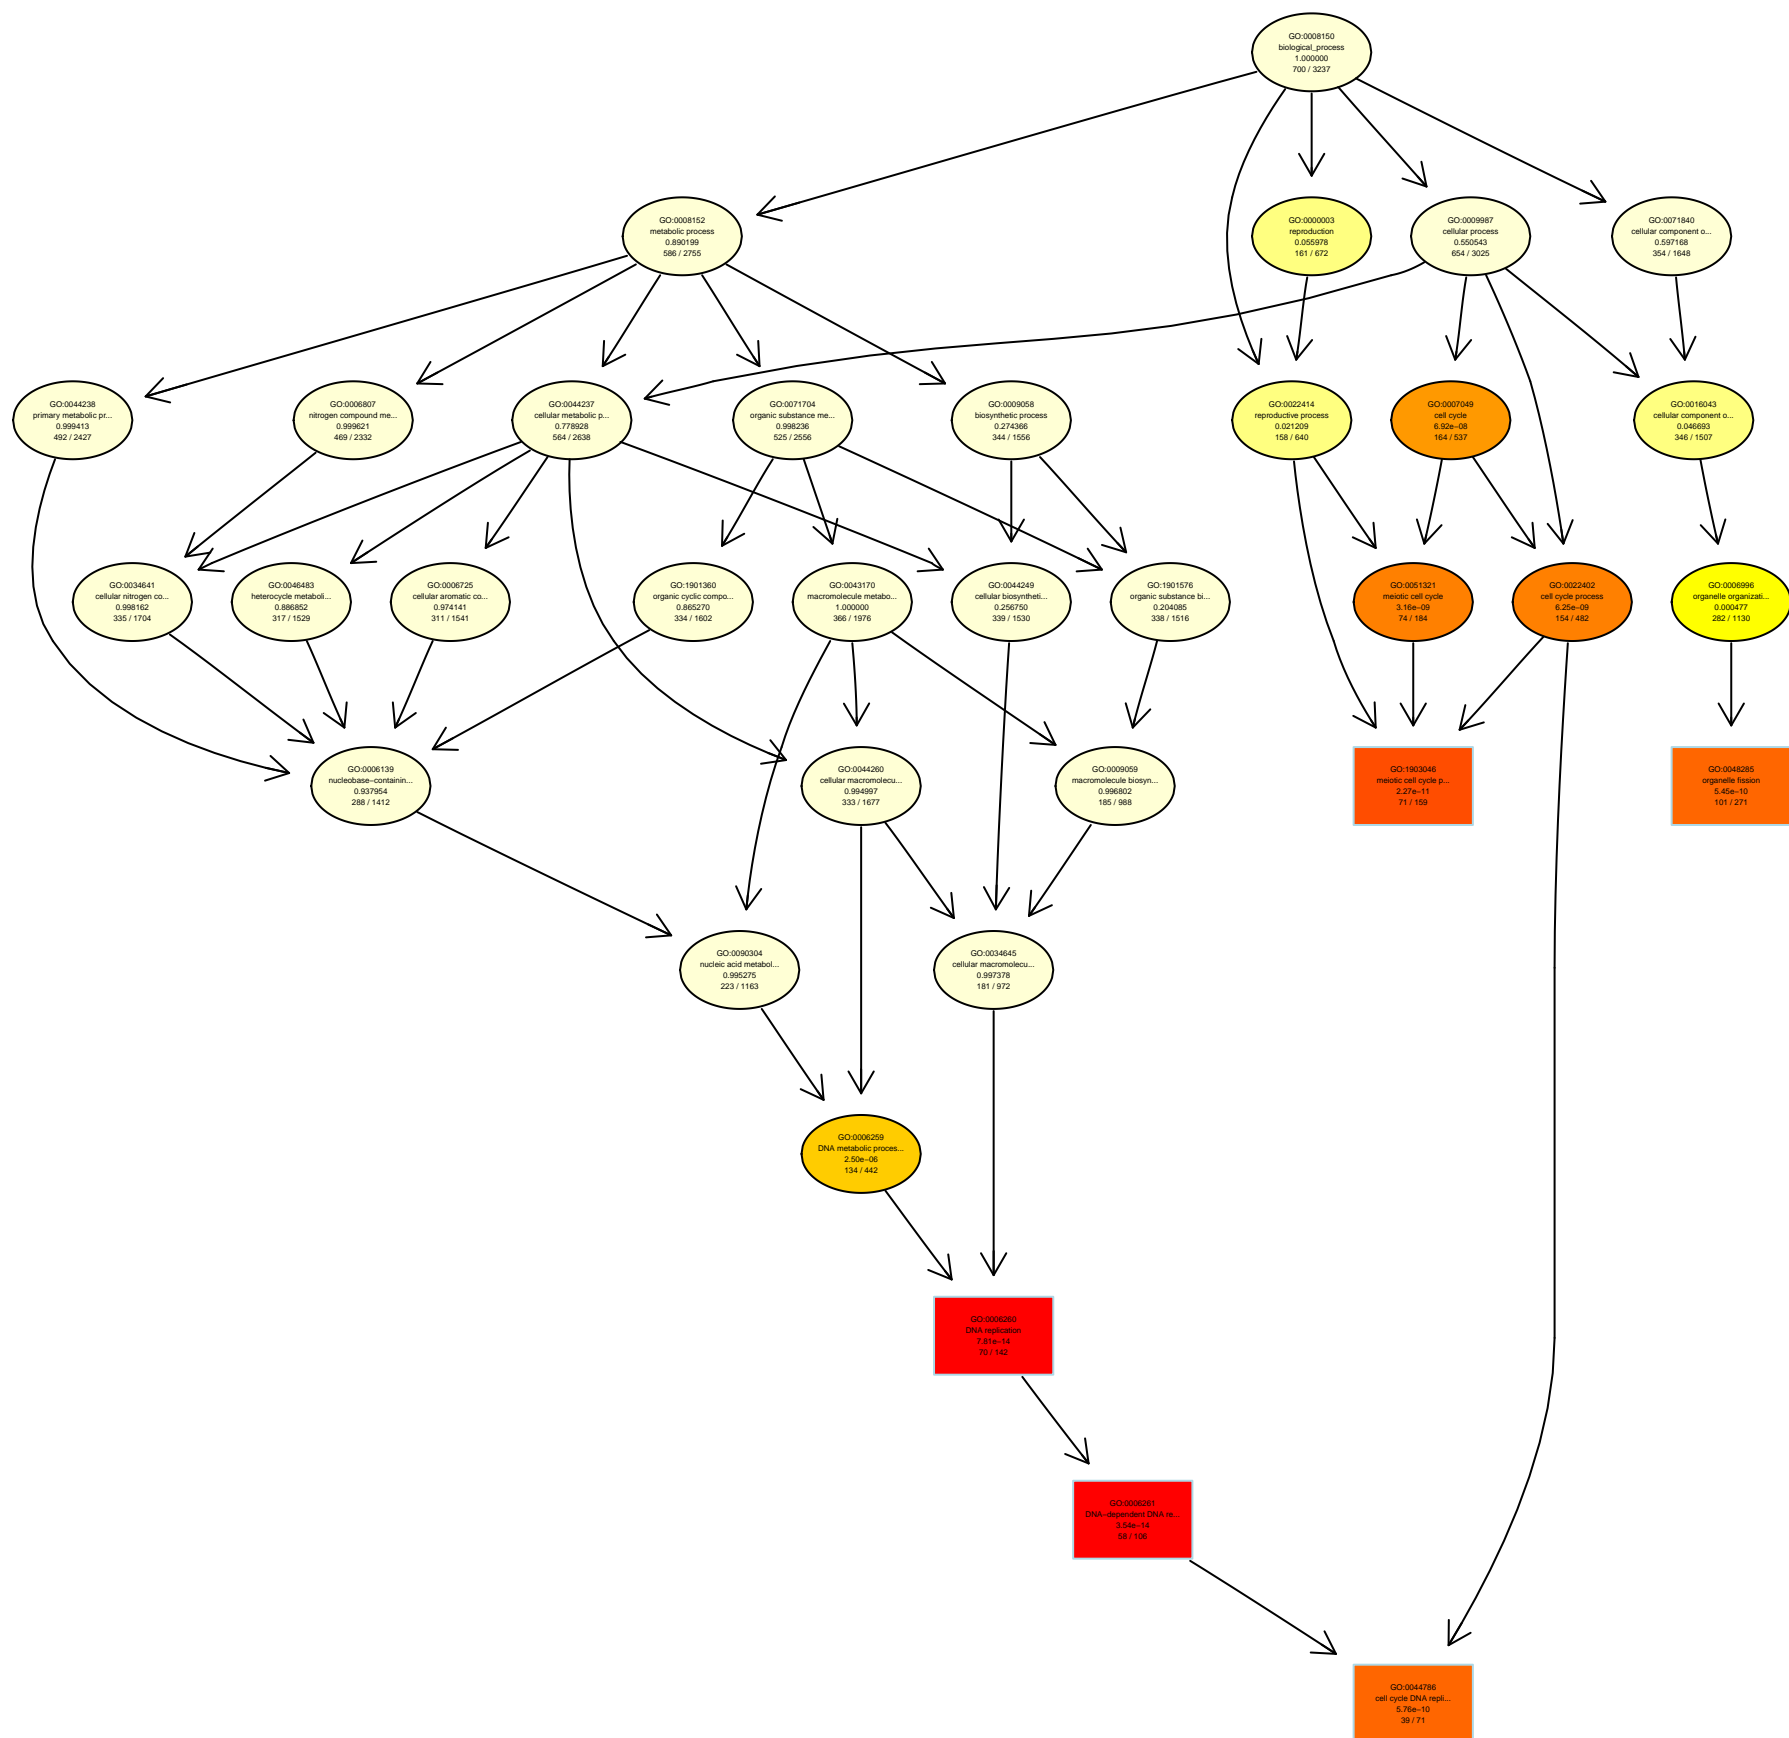 GO:0008150
biological_process
1.000000
700 / 3237
GO:0008152
metabolic process
0.890199
586 / 2755
GO:0000003
reproduction
0.055978
161 / 672
GO:0009987
cellular process
0.550543
654 / 3025
GO:0071840
cellular component o...
0.597168
354 / 1648
GO:0044238
primary metabolic pr...
0.999413
492 / 2427
GO:0006807
nitrogen compound me...
0.999621
469 / 2332
GO:0044237
cellular metabolic p...
0.778928
564 / 2638
GO:0071704
organic substance me...
0.998236
525 / 2556
GO:0009058
biosynthetic process
0.274366
344 / 1556
GO:0022414
reproductive process
0.021209
158 / 640
GO:0007049
cell cycle
6.92e−08
164 / 537
GO:0016043
cellular component o...
0.046693
346 / 1507
GO:0034641
cellular nitrogen co...
0.998162
335 / 1704
GO:0046483
heterocycle metaboli...
0.886852
317 / 1529
GO:0006725
cellular aromatic co...
0.974141
311 / 1541
GO:1901360
organic cyclic compo...
0.865270
334 / 1602
GO:0043170
macromolecule metabo...
1.000000
366 / 1976
GO:0044249
cellular biosyntheti...
0.256750
339 / 1530
GO:1901576
organic substance bi...
0.204085
338 / 1516
GO:0051321
meiotic cell cycle
3.16e−09
74 / 184
GO:0022402
cell cycle process
6.25e−09
154 / 482
GO:0006996
organelle organizati...
0.000477
282 / 1130
GO:0006139
nucleobase−containin...
0.937954
288 / 1412
GO:0044260
cellular macromolecu...
0.994997
333 / 1677
GO:0009059
macromolecule biosyn...
0.996802
185 / 988
GO:1903046
meiotic cell cycle p...
2.27e−11
71 / 159
GO:0048285
organelle fission
5.45e−10
101 / 271
GO:0090304
nucleic acid metabol...
0.995275
223 / 1163
GO:0034645
cellular macromolecu...
0.997378
181 / 972
GO:0006259
DNA metabolic proces...
2.50e−06
134 / 442
GO:0006260
DNA replication
7.81e−14
70 / 142
GO:0006261
DNA−dependent DNA re...
3.54e−14
58 / 106
GO:0044786
cell cycle DNA repli...
5.76e−10
39 / 71